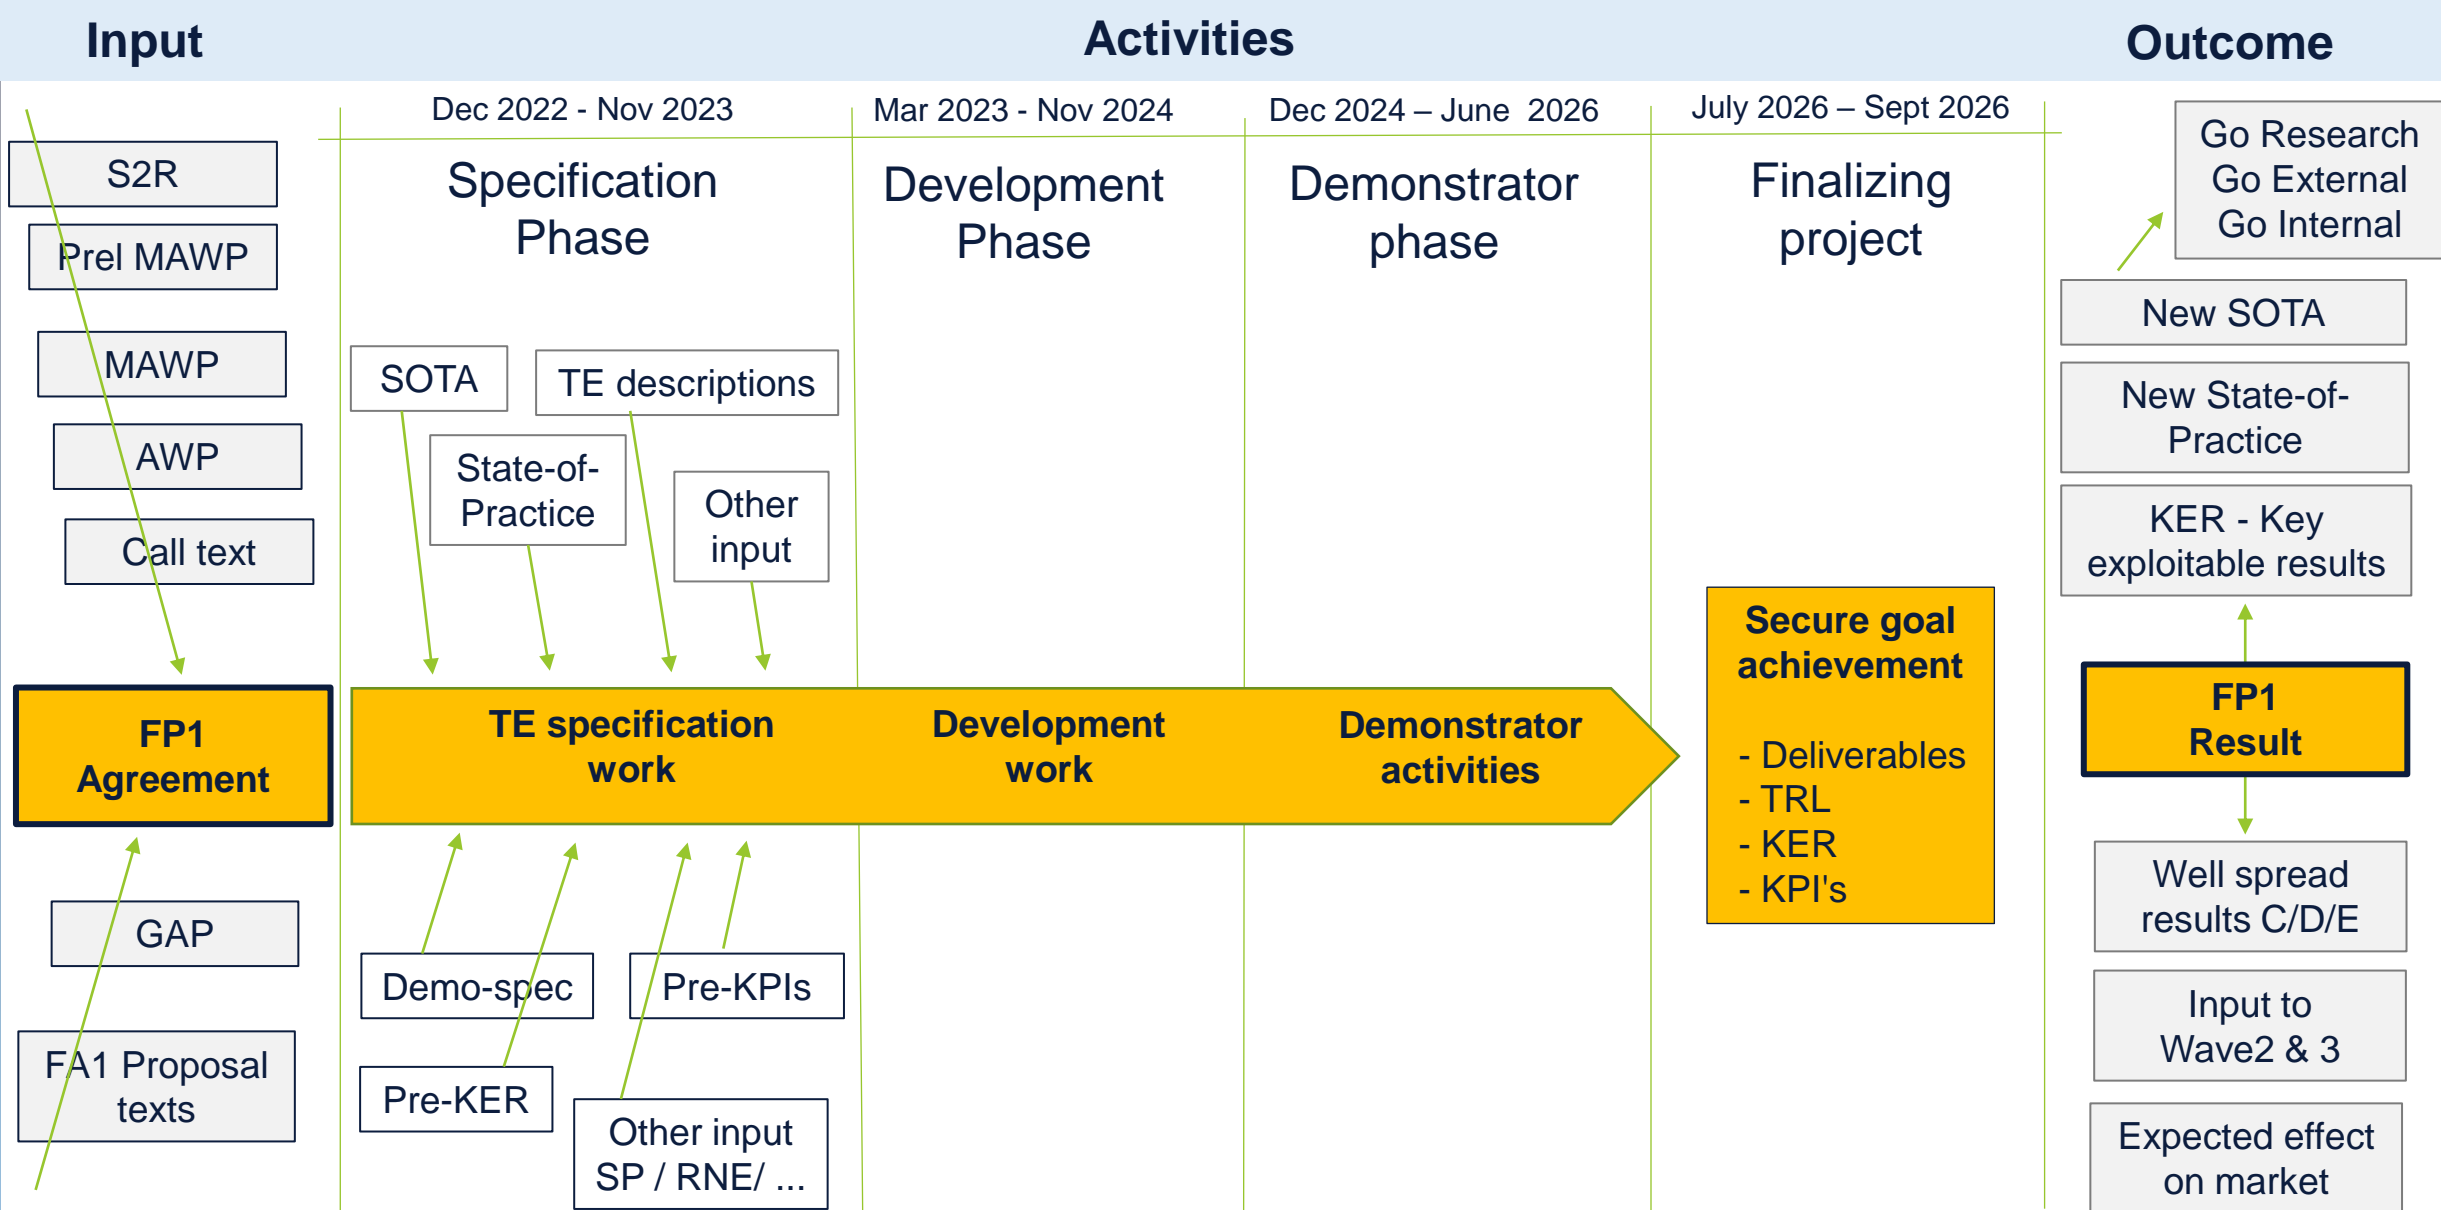 Input
Activities
Outcome
Dec 2022 - Nov 2023
Mar 2023 - Nov 2024
Dec 2024 – June  2026
July 2026 – Sept 2026
Specification
Phase
Development
Phase
Demonstrator
phase
Finalizing
project
S2R
Prel MAWP
MAWP
AWP
Call text
FP1
Agreement
GAP
FA1 Proposal
texts
SOTA
TE descriptions
State-of-
Practice
Other
input
TE specification
work
Development
work
Demonstrator
activities
Demo-spec
Pre-KPIs
Pre-KER
Other input
SP / RNE/ ...
Secure goal
achievement
- Deliverables
- TRL
- KER
- KPI's
Go Research
Go External
Go Internal
New SOTA
New State-of-
Practice
KER - Key
exploitable results
FP1
Result
Well spread
results C/D/E
Input to
Wave2 & 3
Expected effect
on market